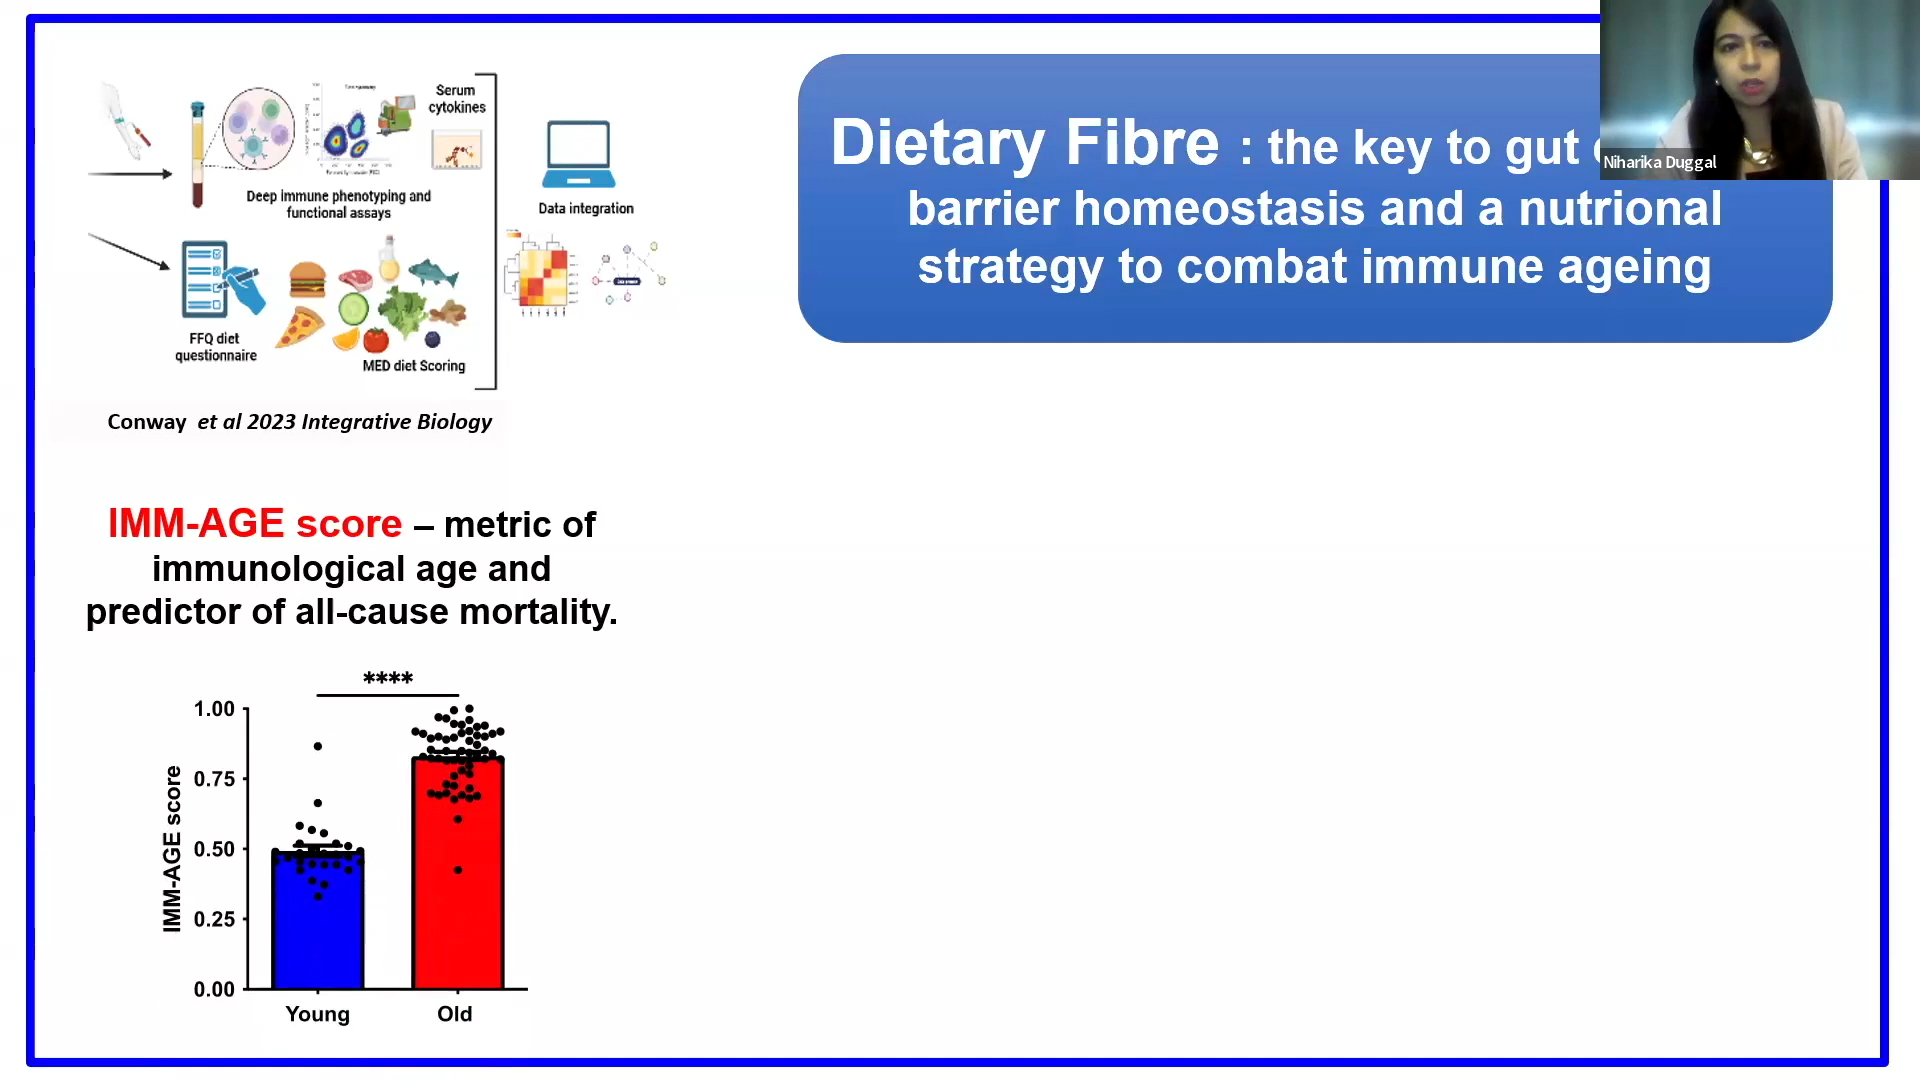 Serum
cytokines
Deep immune phenotyping and
functional assays
Data integration
FFQ diet
questionnaire
MED diet Scoring
Conway et al 2023 Integrative Biology
Dietary Fibre : the key to gut
barrier homeostasis and a nutrional
strategy to combat immune ageing
Niharika Duggal
IMM-AGE score – metric of
immunological age and
predictor of all-cause mortality.
****
IMM-AGE score
1.00
0.75
0.50
0.25
0.00
Young
Old